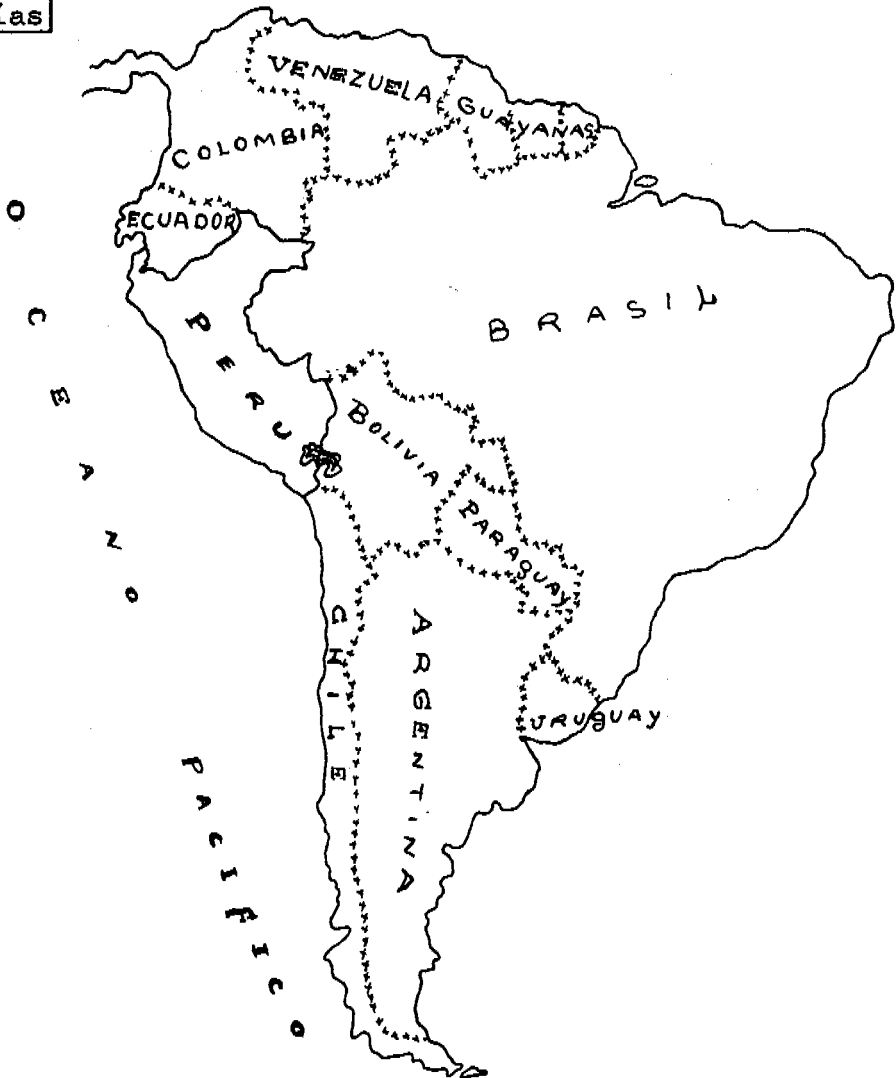 las
VENEZUELA
GUAYANAS
COLOMBIA
ECUADOR
BRASIL
PERU
BOLIVIA
PARAGUAY
CHILE
ARGENTINA
URUGUAY
OCEANO
PACIFICO